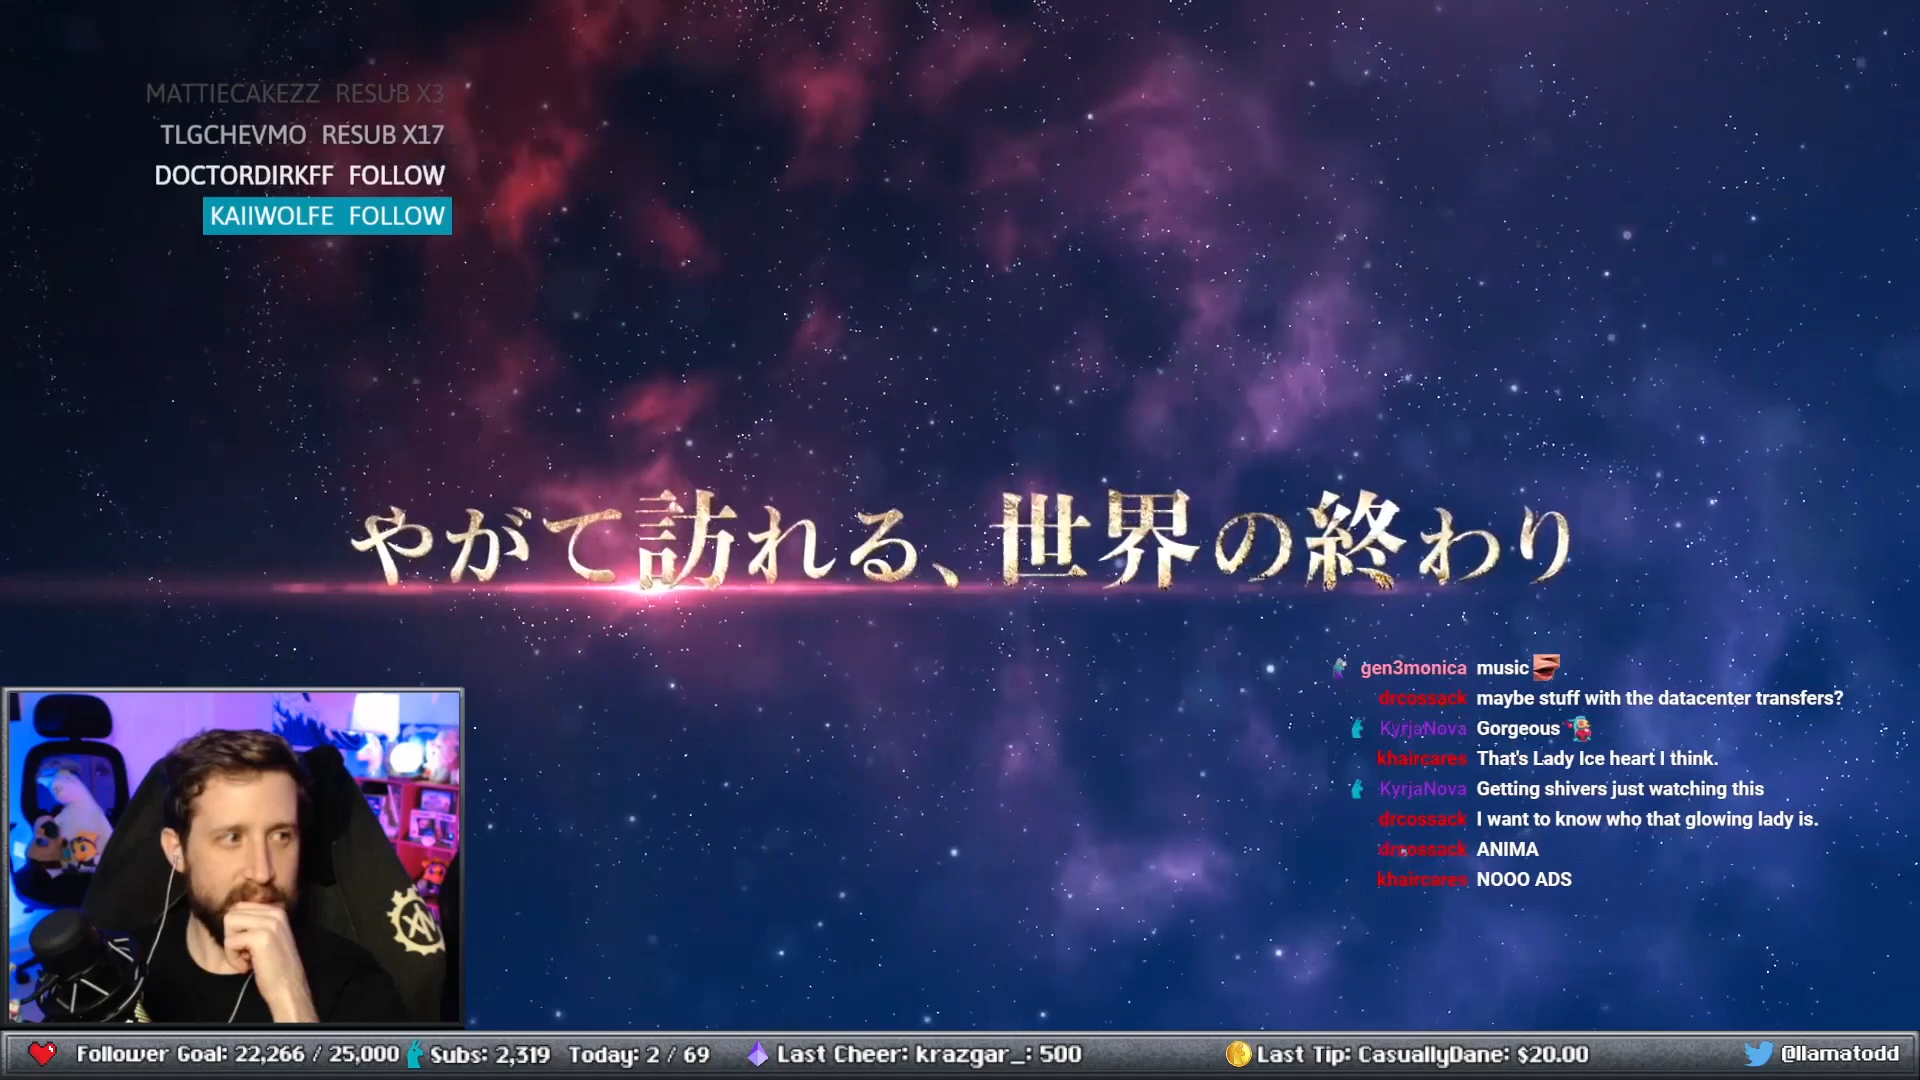 MATTIECAKEZZ RESUB X3
TLGCHEVMO RESUB X17
DOCTORDIRKFF FOLLOW
KAIIWOLFE FOLLOW
やがて訪れる、世界の終わり
gen3monica music
drcossack maybe stuff with the datacenter transfers?
KyrjaNova Gorgeous
khaircares That's Lady Ice heart I think.
KyrjaNova Getting shivers just watching this
drcossack I want to know who that glowing lady is.
drcossack ANIMA
khaircares NOOO ADS
Follower Goal: 22,266 / 25,000 Subs: 2,319 Today: 2 / 69 Last Cheer: krazgar_: 500 Last Tip: CasuallyDane: $20.00 @llamatodd